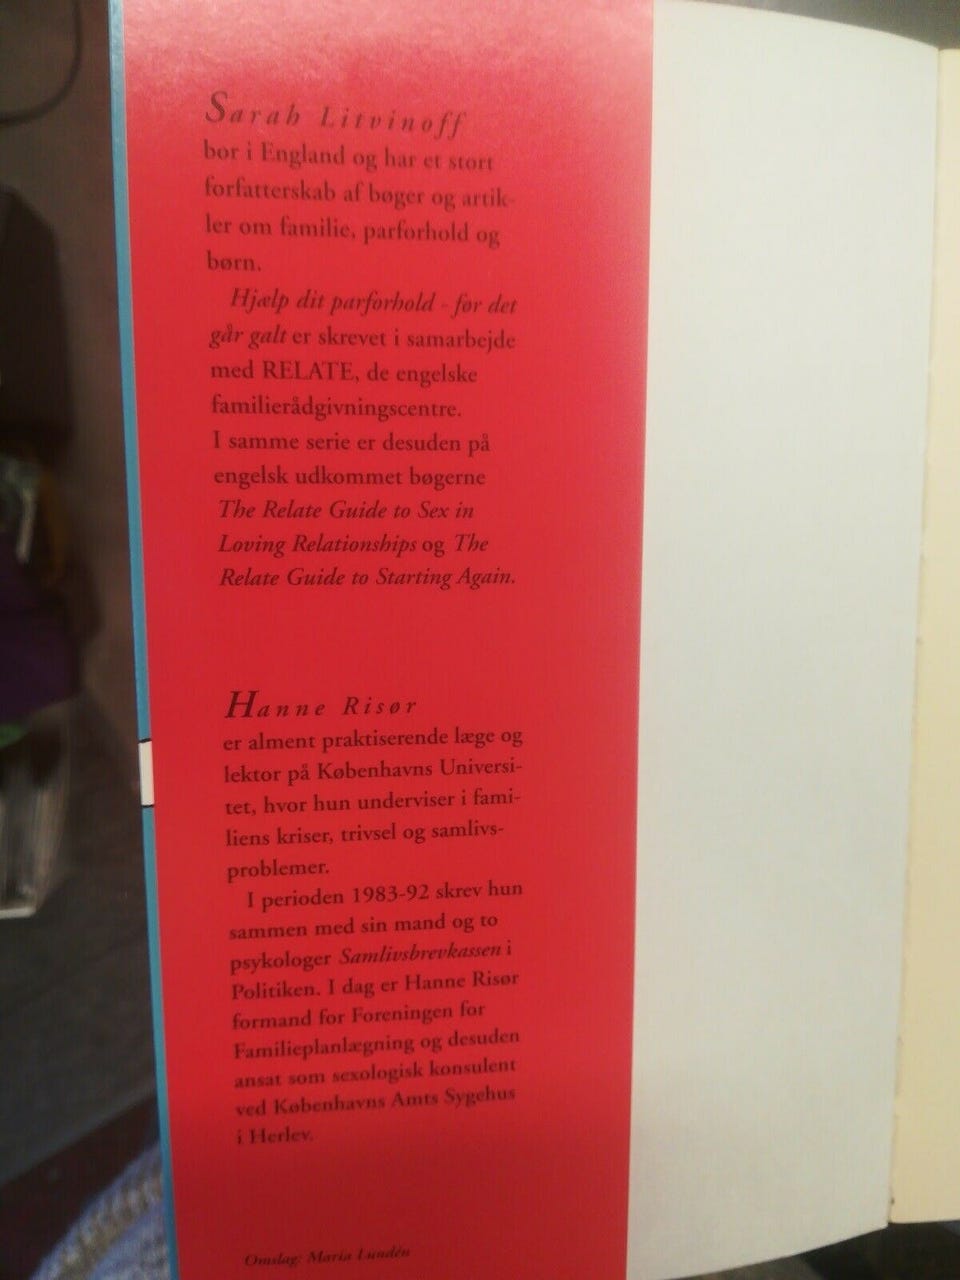 Sarah Litvinoff
bor i England og har et stort
forfatterskab af bøger og artik-
ler om familie, parforhold og
børn.
Hjælp dit parforhold - før det
går galt er skrevet i samarbejde
med RELATE, de engelske
familierådgivningscentre.
I samme serie er desuden på
engelsk udkommet bøgerne
The Relate Guide to Sex in
Loving Relationships og The
Relate Guide to Starting Again.
Hanne Risør
er alment praktiserende læge og
lektor på Københavns Universi-
tet, hvor hun underviser i fami-
liens kriser, trivsel og samlivs-
problemer.
I perioden 1983-92 skrev hun
sammen med sin mand og to
psykologer Samlivsbrevkassen i
Politiken. I dag er Hanne Risør
formand for Foreningen for
Familieplanlægning og desuden
ansat som sexologisk konsulent
ved Københavns Amts Sygehus
i Herlev.
Omslag: Maria Lundén